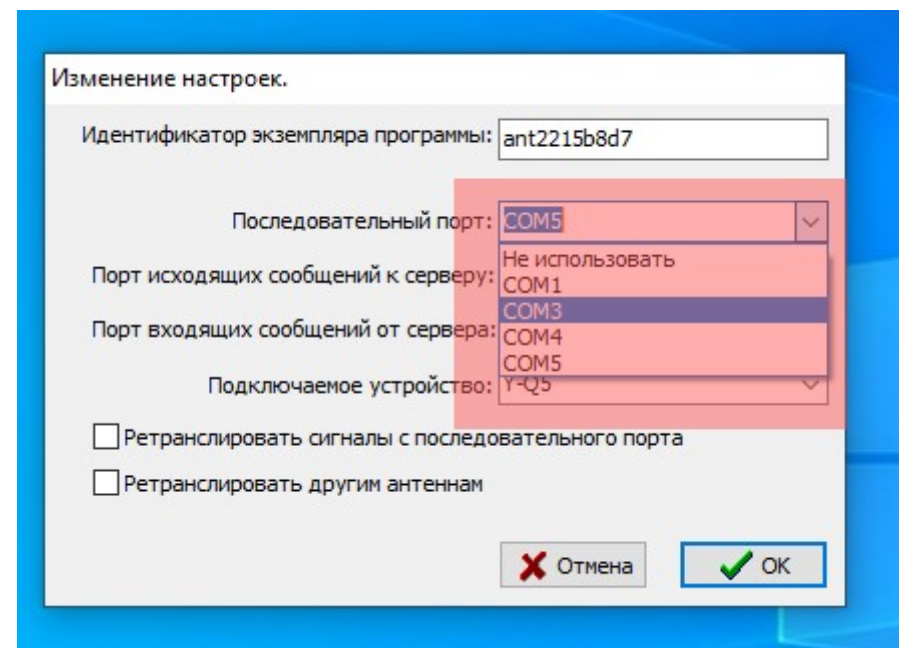 Изменение настроек.
Идентификатор экземпляра программы: ant2215b8d7
Последовательный порт: COM5
Не использовать
Порт исходящих сообщений к серверу: COM1
COM3
Порт входящих сообщений от сервера: COM4
COM5
Подключаемое устройство: Y-Q5
Ретранслировать сигналы с последовательного порта
Ретранслировать другим антеннам
Отмена OK